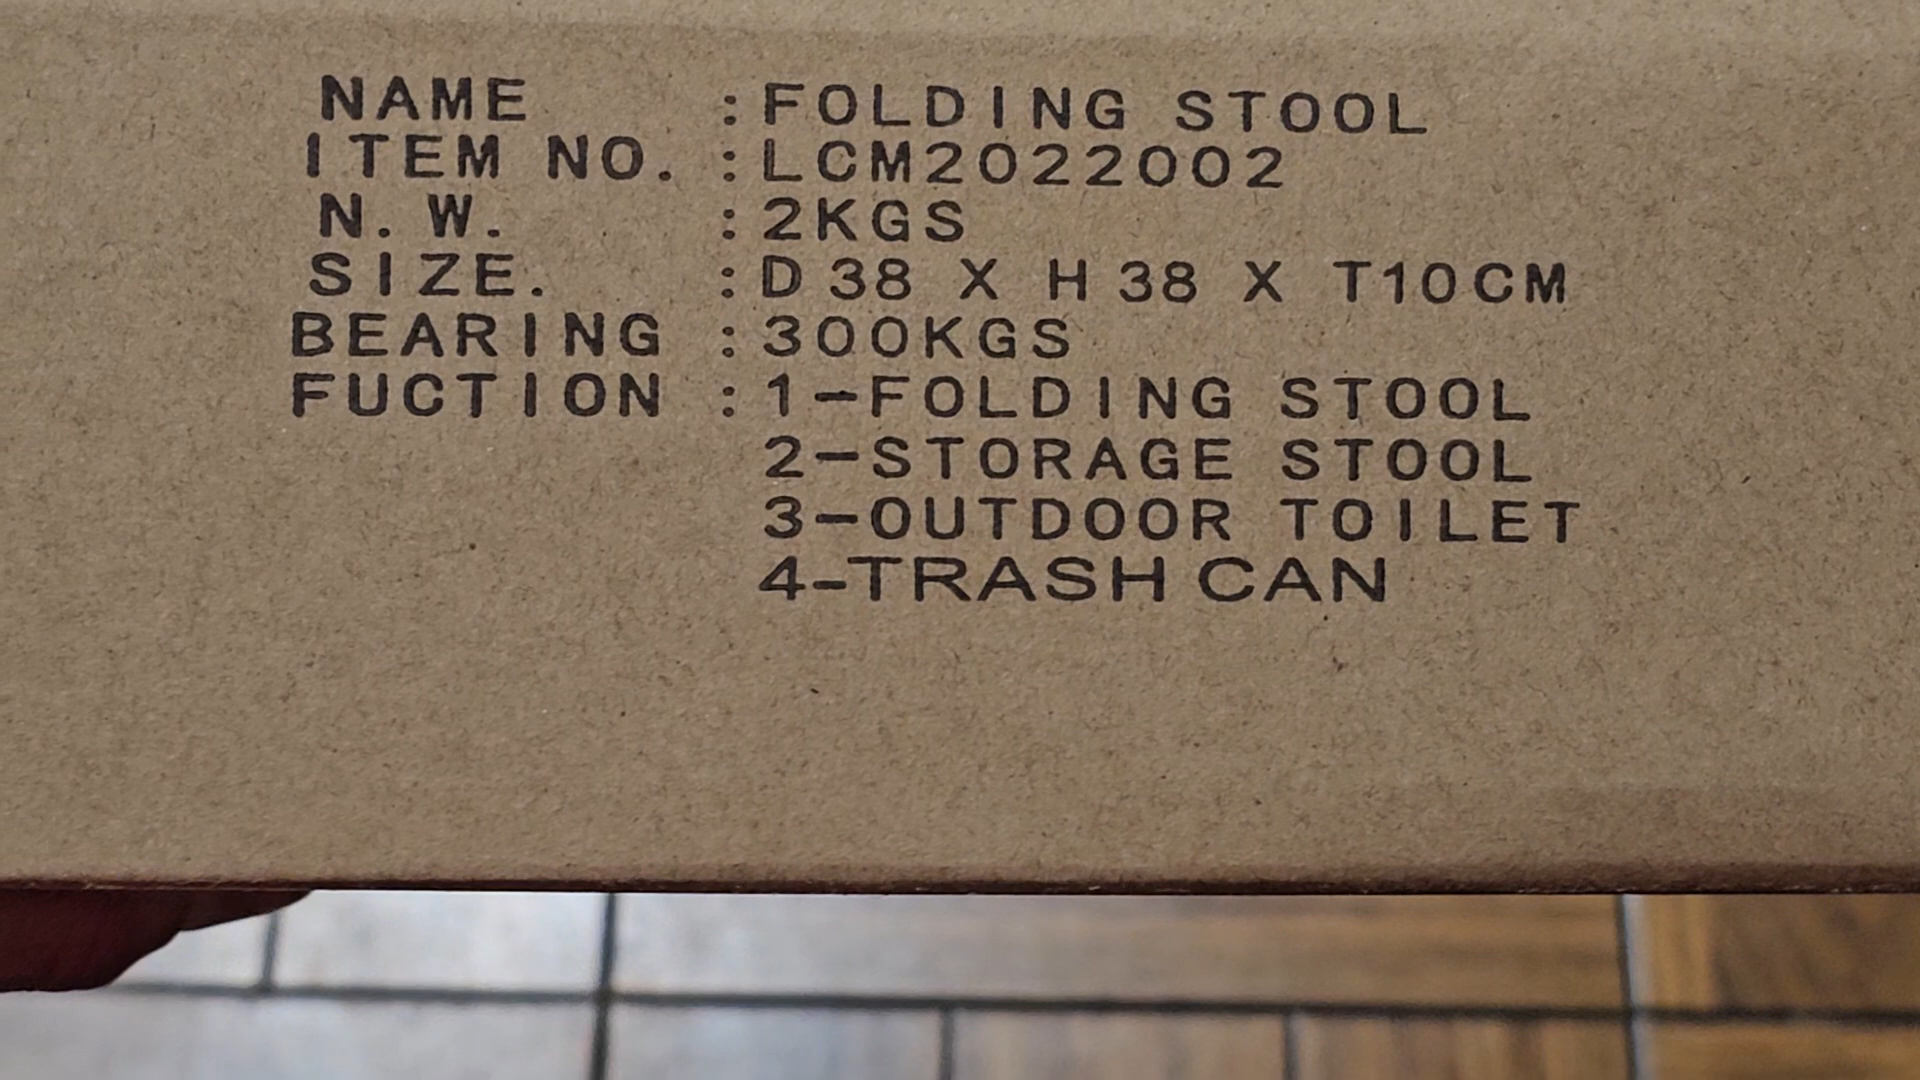 NAME : FOLDING STOOL
ITEM NO. : LCM2022002
N. W. : 2KGS
SIZE. : D 38 X H 38 X T10CM
BEARING : 300KGS
FUCTION : 1-FOLDING STOOL
2-STORAGE STOOL
3-OUTDOOR TOILET
4-TRASH CAN